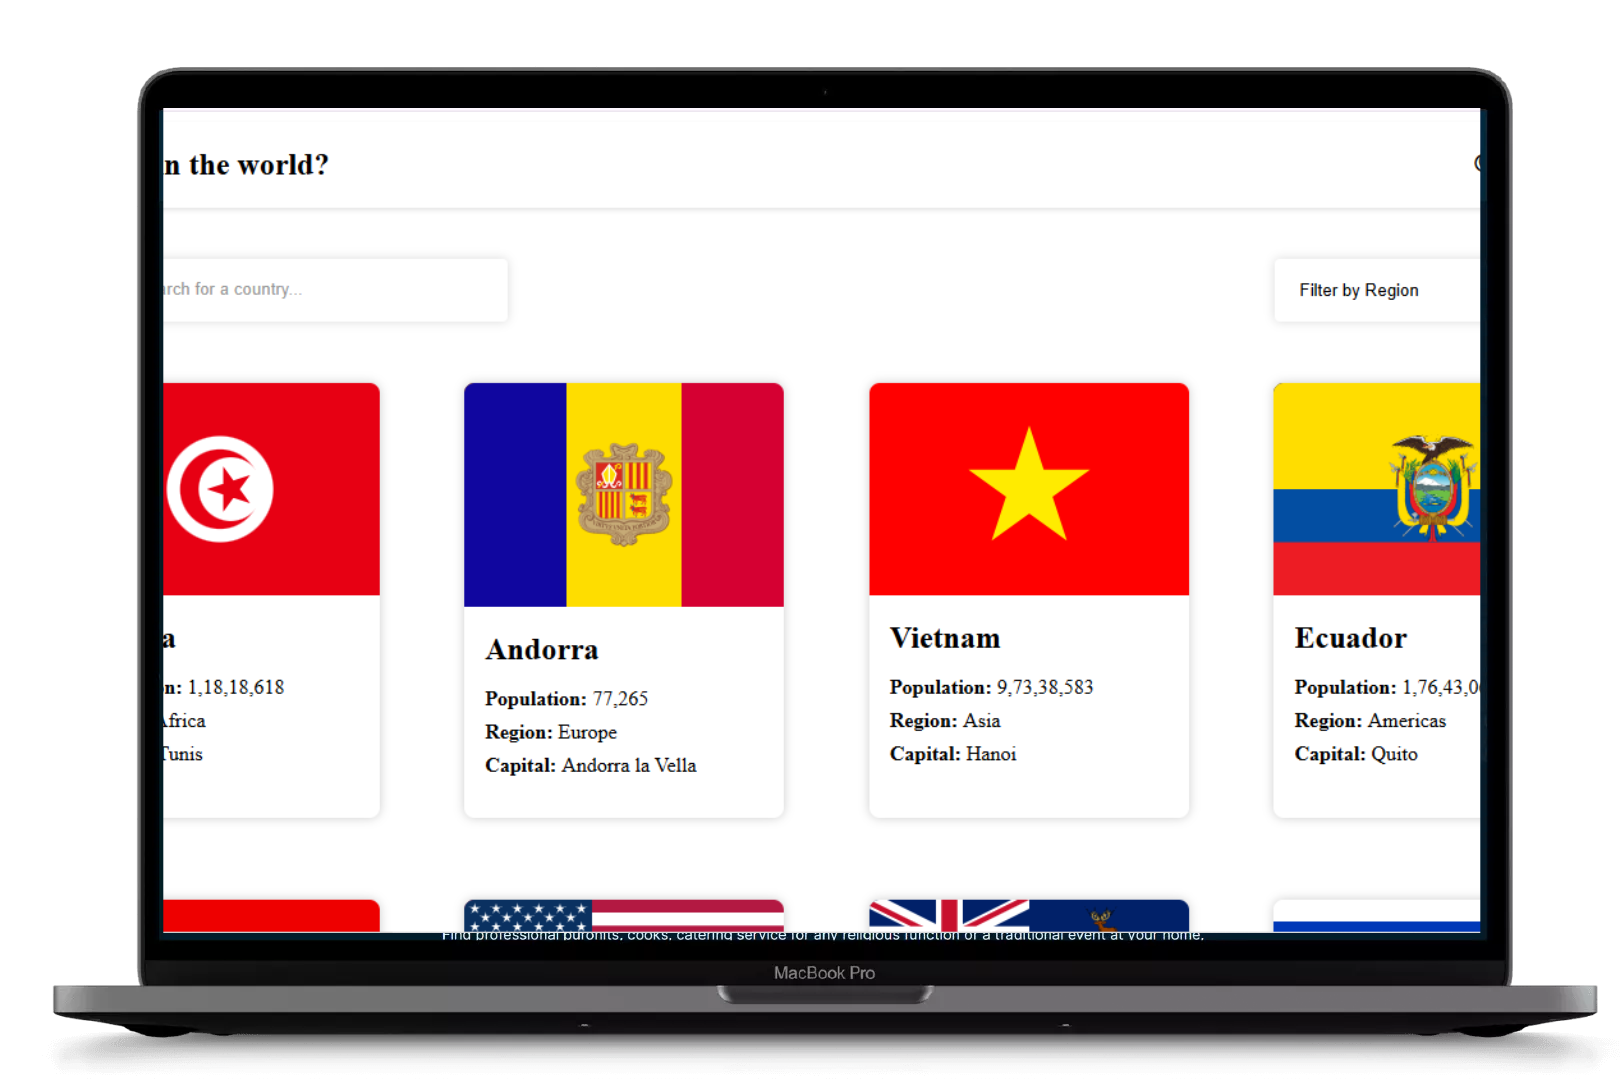 n the world?
rch for a country...
Filter by Region
a
n: 1,18,18,618
Africa
Tunis
Andorra
Population: 77,265
Region: Europe
Capital: Andorra la Vella
Vietnam
Population: 9,73,38,583
Region: Asia
Capital: Hanoi
Ecuador
Population: 1,76,43,0
Region: Americas
Capital: Quito
Find professional purohits, cooks, catering service for any religious function or a traditional event at your home.
MacBook Pro